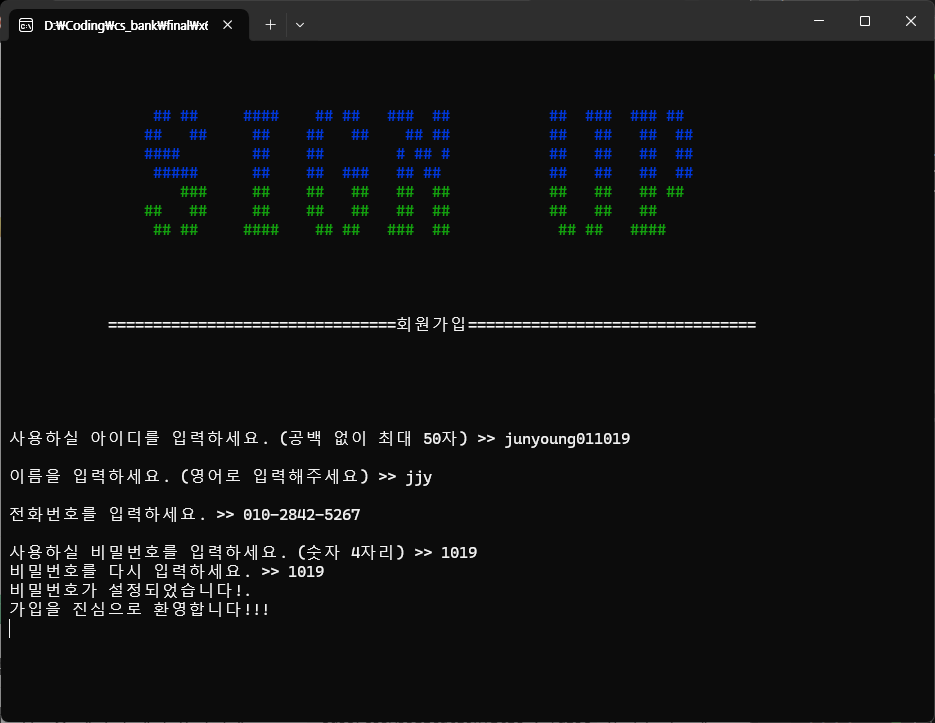 D:₩Coding₩cs_bank₩final₩x6
SIGN UP
================================회원가입================================
사용하실 아이디를 입력하세요. (공백 없이 최대 50자) >> junyoung011019
이름을 입력하세요. (영어로 입력해주세요) >> jjy
전화번호를 입력하세요. >> 010-2842-5267
사용하실 비밀번호를 입력하세요. (숫자 4자리) >> 1019
비밀번호를 다시 입력하세요. >> 1019
비밀번호가 설정되었습니다!.
가입을 진심으로 환영합니다!!!